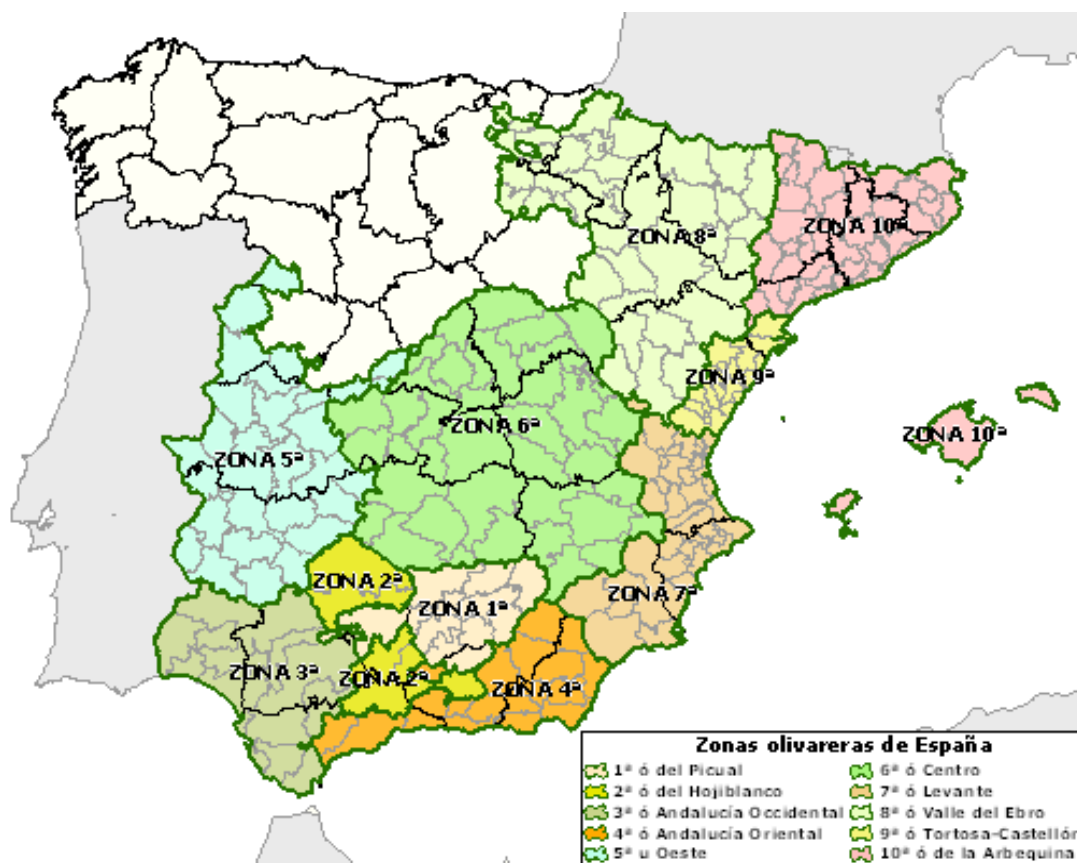 ZONA 8ª
ZONA 10ª
ZONA 9ª
ZONA 6ª
ZONA 10ª
ZONA 5ª
ZONA 2ª
ZONA 1ª
ZONA 7ª
ZONA 3ª
ZONA 2ª
ZONA 4ª
Zonas olivareras de España
1ª ó del Picual
2ª ó del Hojiblanco
3ª ó Andalucía Occidental
4ª ó Andalucía Oriental
5ª u Oeste
6ª ó Centro
7ª ó Levante
8ª ó Valle del Ebro
9ª ó Tortosa-Castellón
10ª ó de la Arbequina